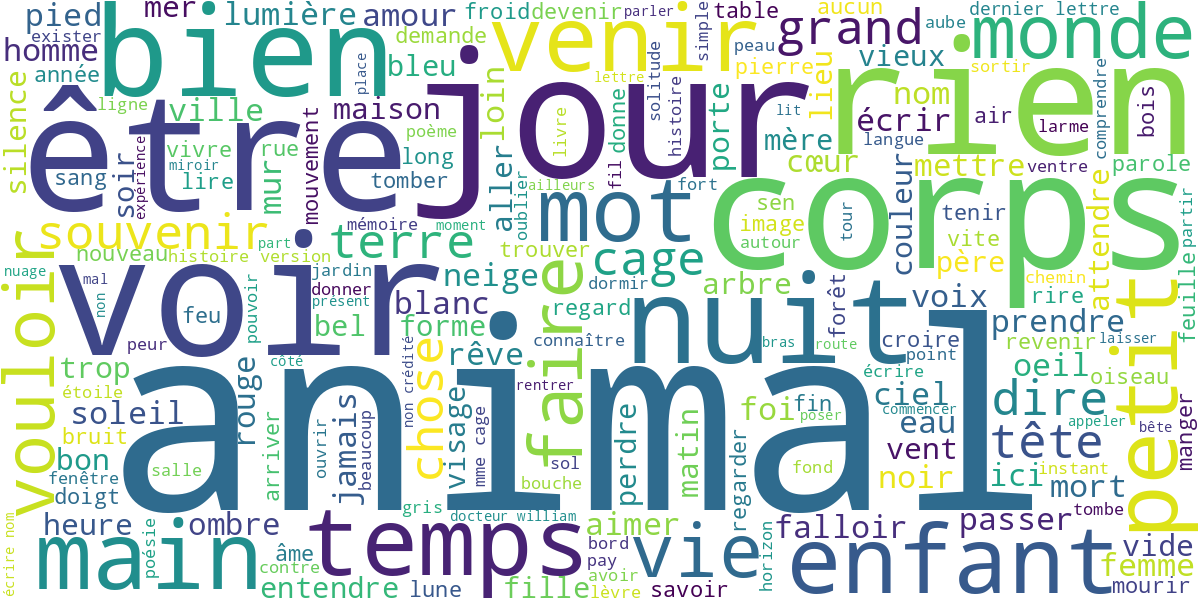 pied
mer
lumière
amour
froid
devenir
parler
table
aucun
dernier lettre
exister
homme
bien
demande
venir
simple
grand
aube
monde
année
place
bleu
lettre
peau
pierre
vieux
sortir
silence
ligne
ville
maison
loin
solitude
lieu
nom
rien
comprendre
être
jour
poème
livre
histoire
donne
porte
lit
écrire
air
larme
bois
vivre
rue
mouvement
mère
langue
miroir
long
cœur
mettre
ventre
parole
sang
soir
expérience
lire
mur
tomber
aller
oublier
ailleurs
fil
fort
corps
souvenir
mémoire
moment
mot
sen
image
autour
tour
couleur
tenir
attendre
partir
nouveau
histoire
part
version
terre
trouver
cage
vite
père
nuage
mal
voir
jardin
neige
dormir
arbre
chemin
feuille
vouloir
non
feu
pouvoir
donner
présent
blanc
faire
regard
nuit
forêt
voix
rire
petit
peur
bel
forme
connaître
bras
route
croire
prendre
revenir
laisser
trop
rouge
côté
rêve
point
oeil
étoile
non crédité
chose
rentrer
écrire
ciel
oiseau
soleil
animal
visage
foi
fin
poser
commencer
dire
appeler
bête
manger
bruit
ouvrir
jamais
beaucoup
mme cage
perdre
matin
eau
tête
bon
salle
arriver
sol
regarder
fond
vent
fenêtre
bouche
noir
ici
instant
doigt
gris
mort
heure
ombre
docteur william
aimer
falloir
passer
tombe
écrire nom
main
poésie
temps
bord
vie
horizon
enfant
vide
âme
contre
pay
femme
entendre
lune
fille
avoir
lèvre
savoir
mourir